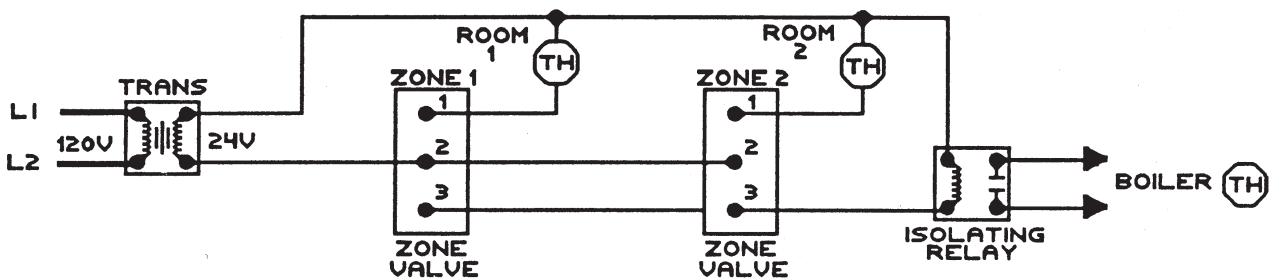 ROOM
1
TH
ROOM
2
TH
TRANS
ZONE 1
ZONE 2
L1
120V
24V
L2
1
2
3
1
2
3
BOILER
TH
ZONE
VALVE
ZONE
VALVE
ISOLATING
RELAY